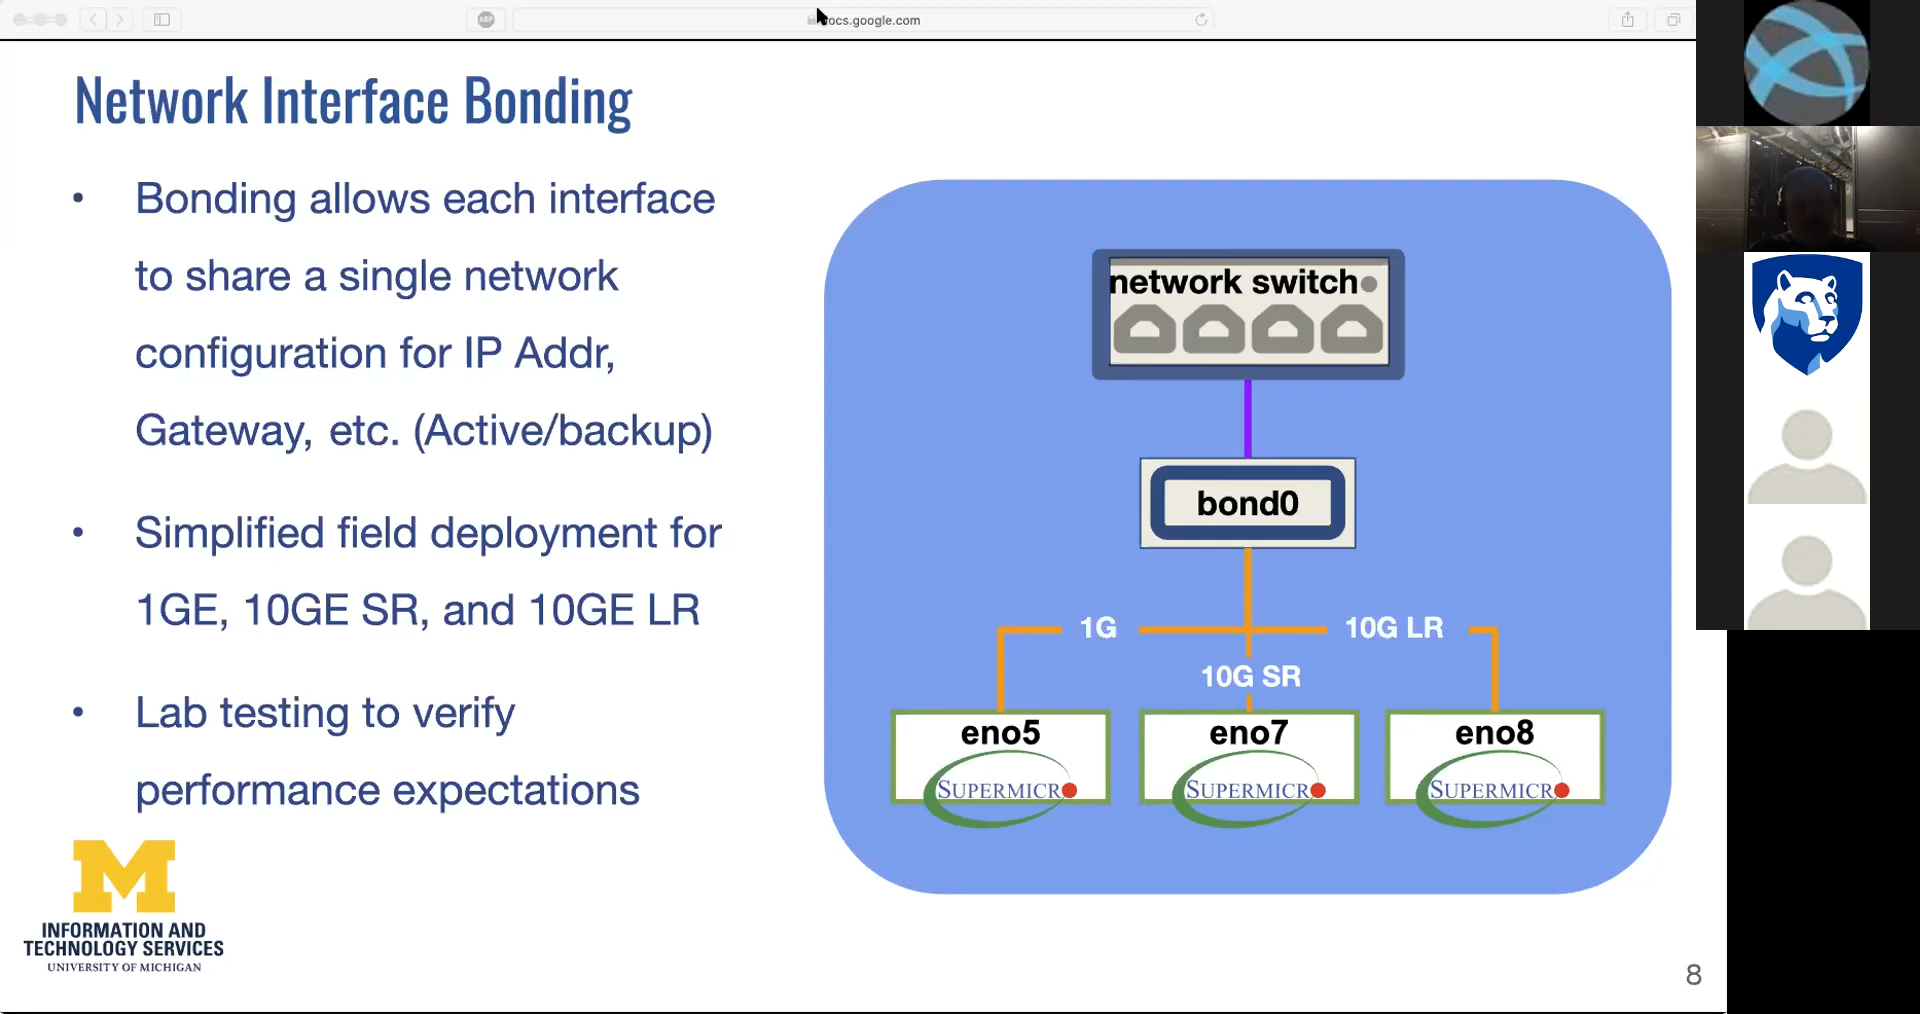 docs.google.com
Network Interface Bonding
• Bonding allows each interface
to share a single network
configuration for IP Addr,
Gateway, etc. (Active/backup)
• Simplified field deployment for
1GE, 10GE SR, and 10GE LR
• Lab testing to verify
performance expectations
network switch
bond0
1G
10G LR
10G SR
eno5
eno7
eno8
SUPERMICR
SUPERMICR
SUPERMICR
M
INFORMATION AND
TECHNOLOGY SERVICES
UNIVERSITY OF MICHIGAN
8